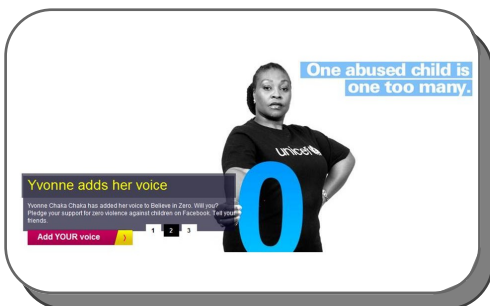 One abused child is
one too many.
unicef
0
Yvonne adds her voice
Yvonne Chaka Chaka has added her voice to Believe in Zero. Will you?
Pledge your support for zero violence against children on Facebook. Tell your
friends.
Add YOUR voice
1 2 3